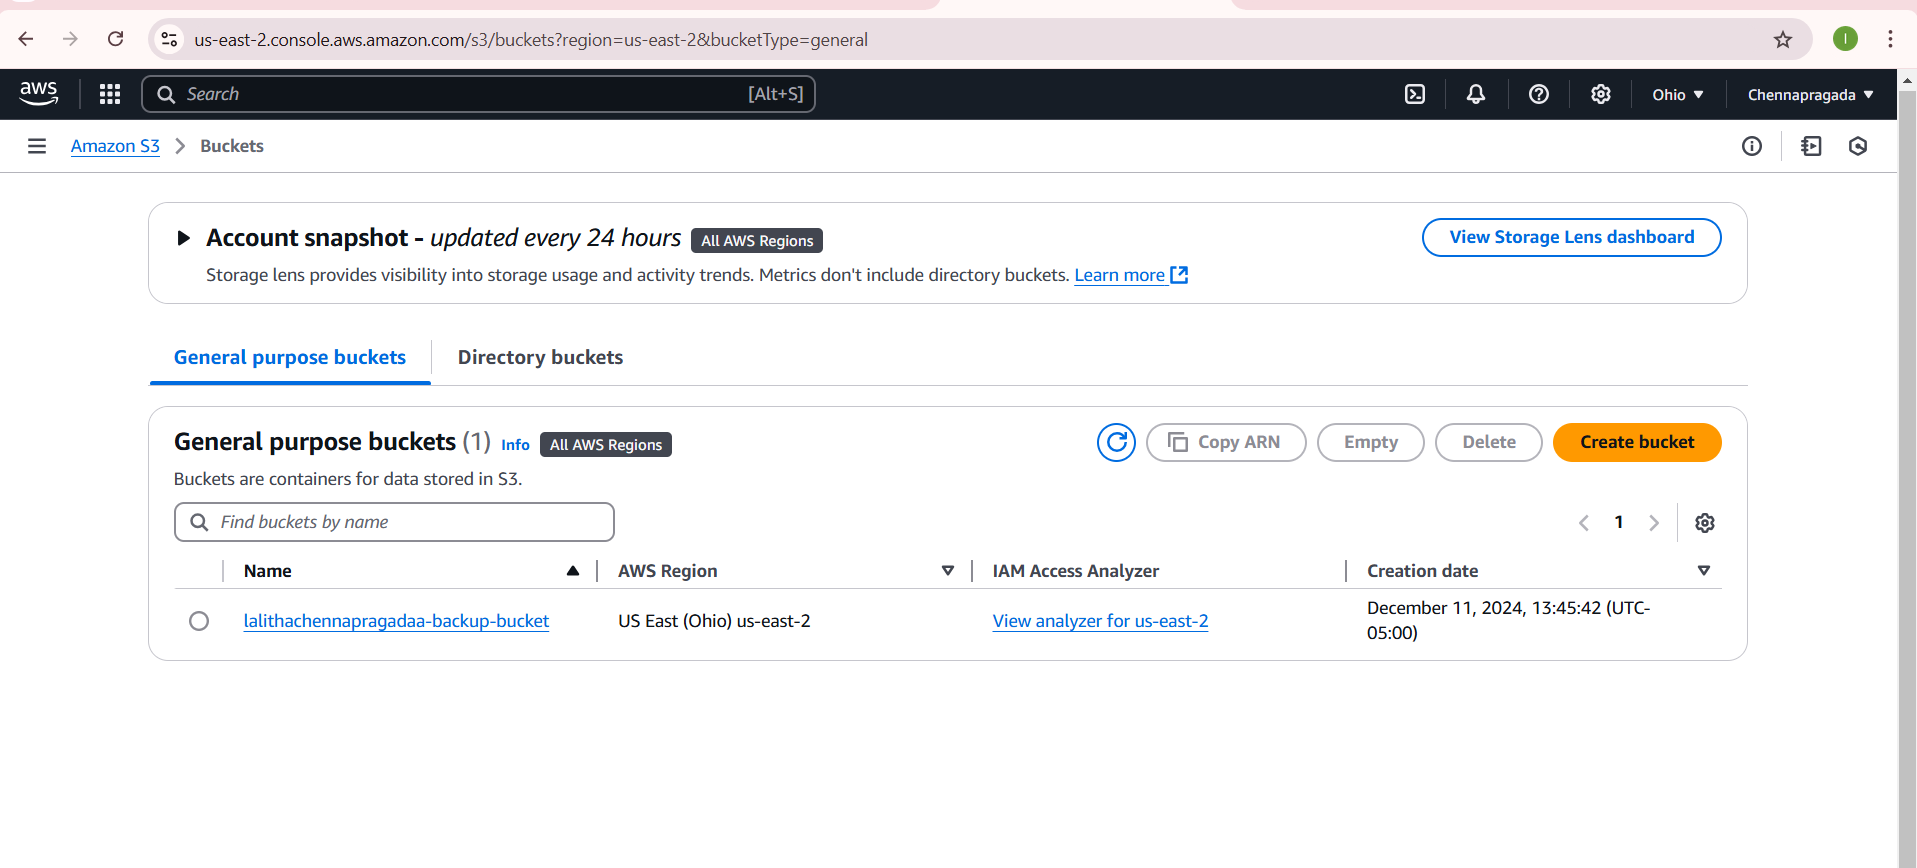 us-east-2.console.aws.amazon.com/s3/buckets?region=us-east-2&bucketType=general
I
aws
Search [Alt+S]
Ohio
Chennapragada
Amazon S3 > Buckets
Account snapshot - updated every 24 hours All AWS Regions
View Storage Lens dashboard
Storage lens provides visibility into storage usage and activity trends. Metrics don't include directory buckets. Learn more
General purpose buckets
Directory buckets
General purpose buckets (1) Info All AWS Regions
Copy ARN
Empty
Delete
Create bucket
Buckets are containers for data stored in S3.
Find buckets by name
1
Name
AWS Region
IAM Access Analyzer
Creation date
lalithachennapragadaa-backup-bucket
US East (Ohio) us-east-2
View analyzer for us-east-2
December 11, 2024, 13:45:42 (UTC-
05:00)